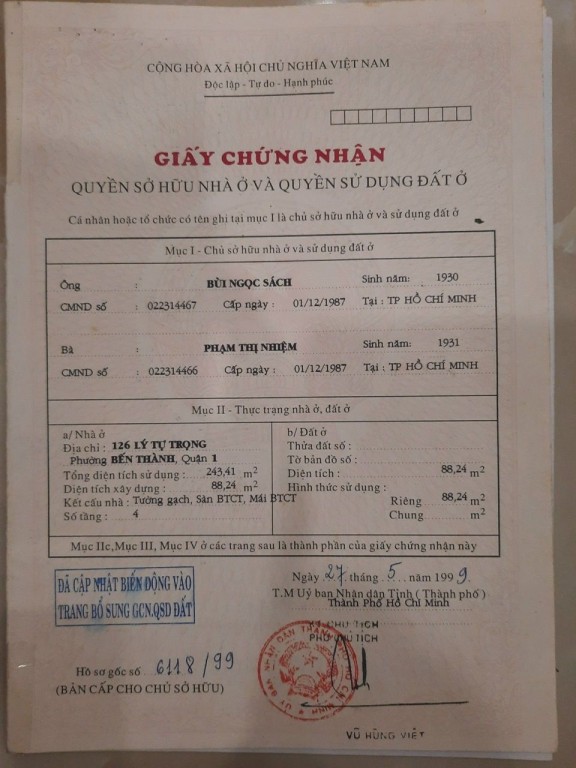 CỘNG HÒA XÃ HỘI CHỦ NGHĨA VIỆT NAM
Độc lập - Tự do - Hạnh phúc
GIẤY CHỨNG NHẬN
QUYỀN SỞ HỮU NHÀ Ở VÀ QUYỀN SỬ DỤNG ĐẤT Ở
Cá nhân hoặc tổ chức có tên ghi tại mục I là chủ sở hữu nhà ở và sử dụng đất ở
Mục I - Chủ sở hữu nhà ở và sử dụng đất ở
Ông : BÙI NGỌC SÁCH Sinh năm: 1930
CMND số : 022314467 Cấp ngày : 01/12/1987 Tại : TP HỒ CHÍ MINH
Bà : PHẠM THỊ NHIỆM Sinh năm: 1931
CMND số : 022314466 Cấp ngày : 01/12/1987 Tại : TP HỒ CHÍ MINH
Mục II - Thực trạng nhà ở, đất ở
a/ Nhà ở
Địa chỉ : 126 LÝ TỰ TRỌNG
Phường BẾN THÀNH, Quận 1
Tổng diện tích sử dụng : 243,41 m2
Diện tích xây dựng : 88,24 m2
Kết cấu nhà : Tường gạch, Sàn BTCT, Mái BTCT
Số tầng : 4
b/ Đất ở
Thửa đất số :
Tờ bản đồ số :
Diện tích : 88,24 m2
Hình thức sử dụng :
Riêng 88,24 m2
Chung m2
Mục IIc,Mục III, Mục IV ở các trang sau là thành phần của giấy chứng nhận này
ĐÃ CẬP NHẬT BIẾN ĐỘNG VÀO
TRANG BỔ SUNG GCN.QSD ĐẤT
Hồ sơ gốc số 6118/99
(BẢN CẤP CHO CHỦ SỞ HỮU)
Ngày 27 tháng 5 năm 1999.
T.M Uỷ ban Nhân dân Tỉnh ( Thành phố )
Thành Phố Hồ Chí Minh
KT CHỦ TỊCH
PHÓ CHỦ TỊCH
VŨ HÙNG VIỆT